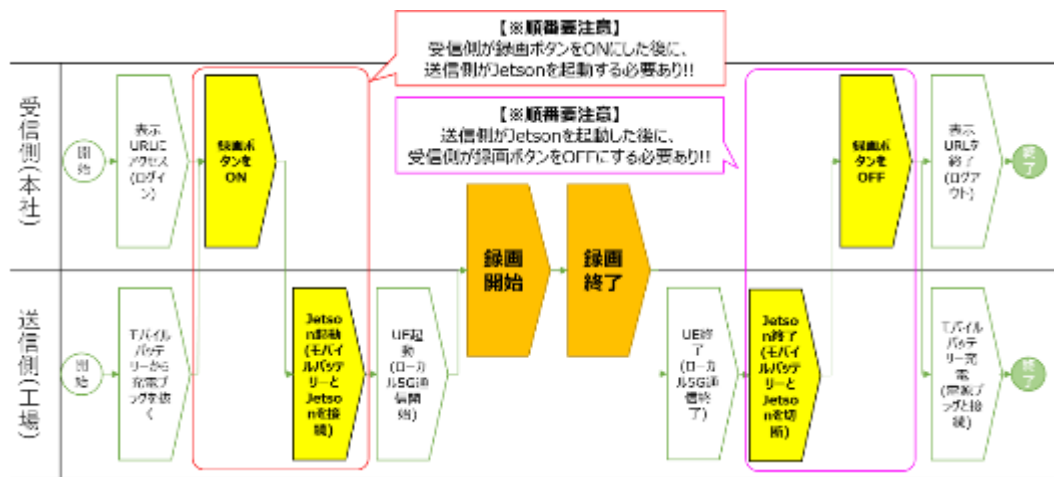 【※順番要注意】
受信側が録画ボタンをONにした後に、
送信側がJetsonを起動する必要あり!!
【※順番要注意】
送信側がJetsonを起動した後に、
受信側が録画ボタンをOFFにする必要あり!!
受信側(本社)
開
始
表示
URLに
アクセス
(ログイ
ン)
録画ボ
タンを
ON
録画ボ
タンを
OFF
表示
URLを
終了
(ログア
ウト)
終
了
録画
開始
録画
終了
送信側(工場)
開
始
モバイル
バッテ
リーから
充電プ
ラグを抜
く
Jetso
n起動
(モバイ
ルバッテ
リーと
Jetso
nを接
続)
UE起
動
(ローカ
ル5G通
信開
始)
UE終
了
(ローカ
ル5G通
信終
了)
Jetso
n終了
(モバイ
ルバッテ
リーと
Jetso
nを切
断)
モバイル
バッテ
リー充
電
(電源プ
ラグと接
続)
終
了